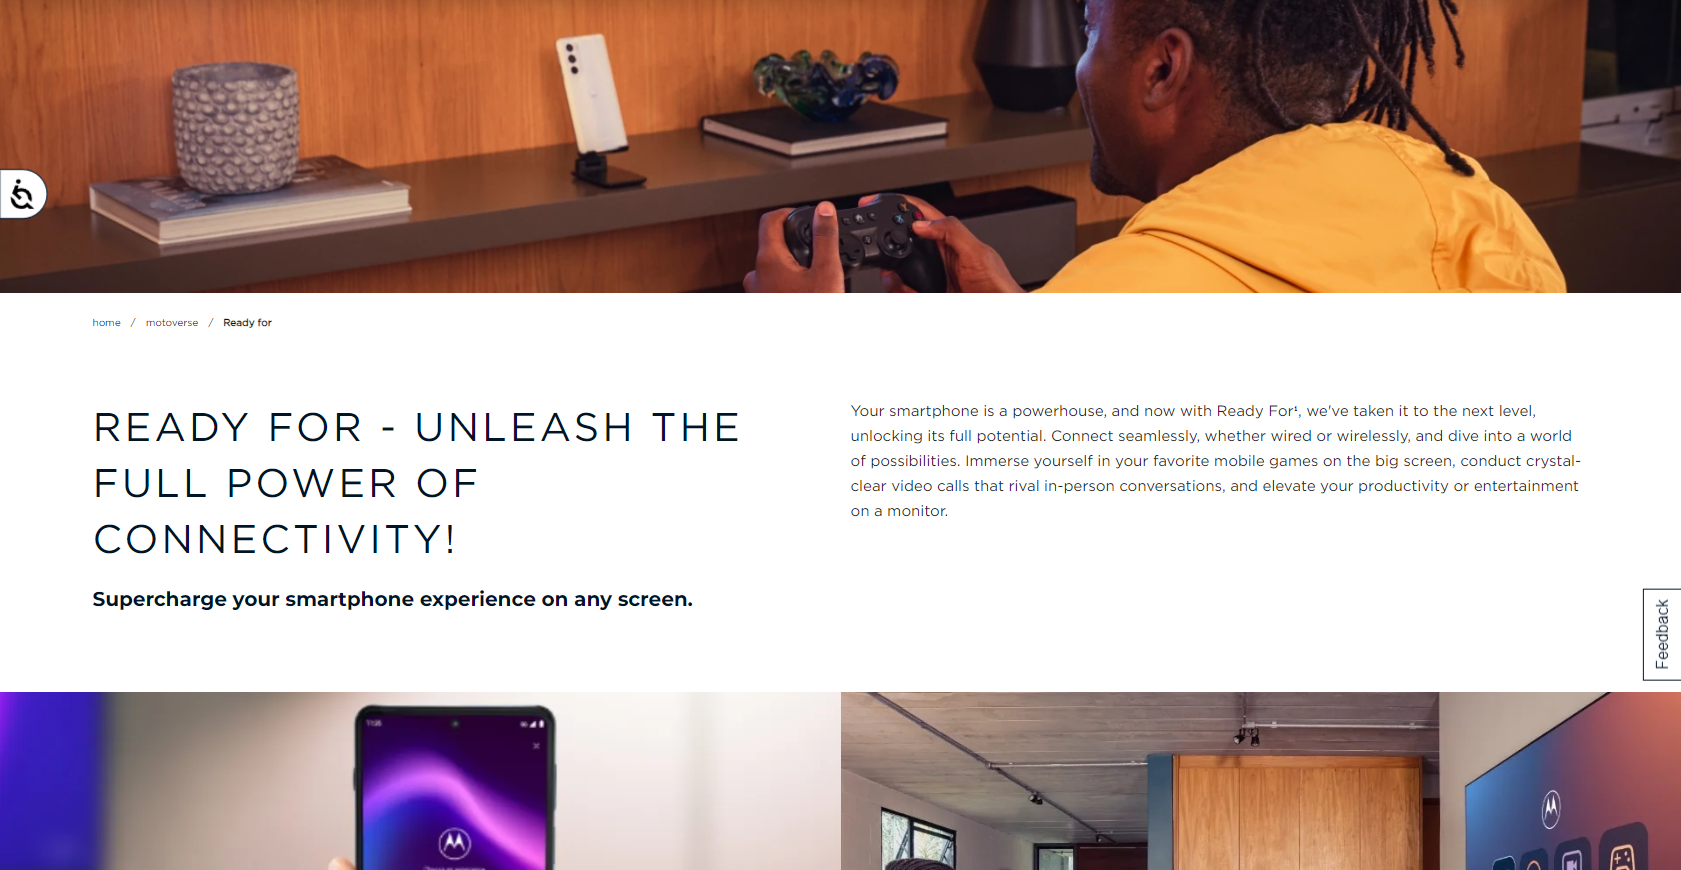 home / motoverse / Ready for
READY FOR - UNLEASH THE
FULL POWER OF
CONNECTIVITY!
Supercharge your smartphone experience on any screen.
Your smartphone is a powerhouse, and now with Ready For¹, we've taken it to the next level,
unlocking its full potential. Connect seamlessly, whether wired or wirelessly, and dive into a world
of possibilities. Immerse yourself in your favorite mobile games on the big screen, conduct crystal-
clear video calls that rival in-person conversations, and elevate your productivity or entertainment
on a monitor.
Feedback
11:35